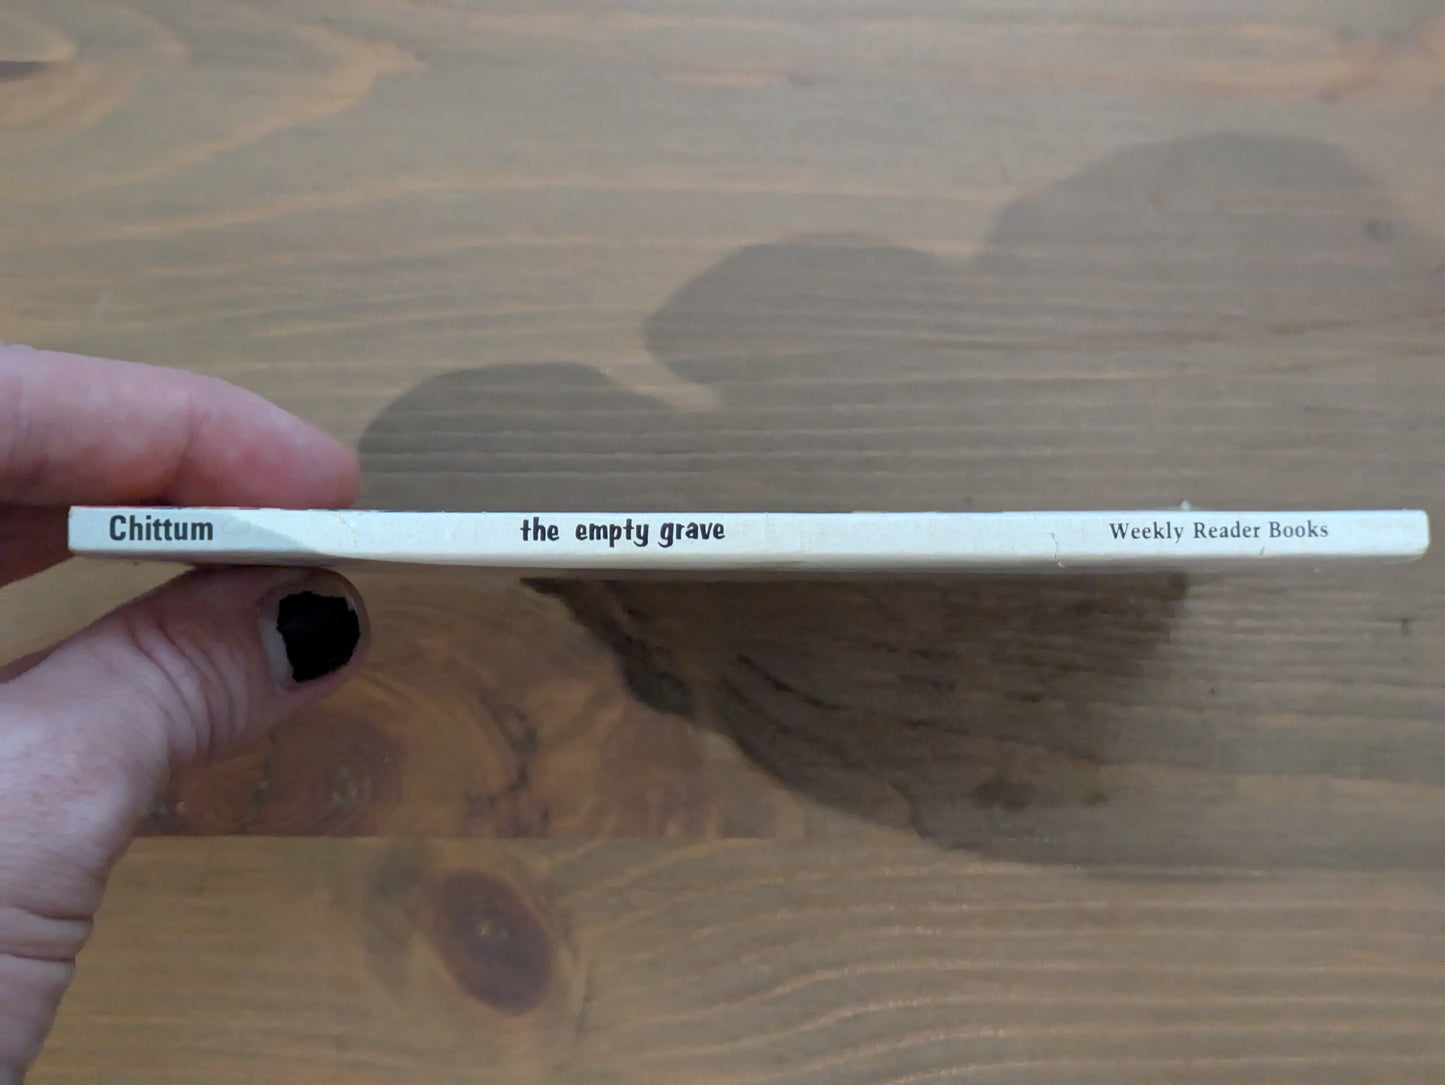 Chittum the empty grave Weekly Reader Books